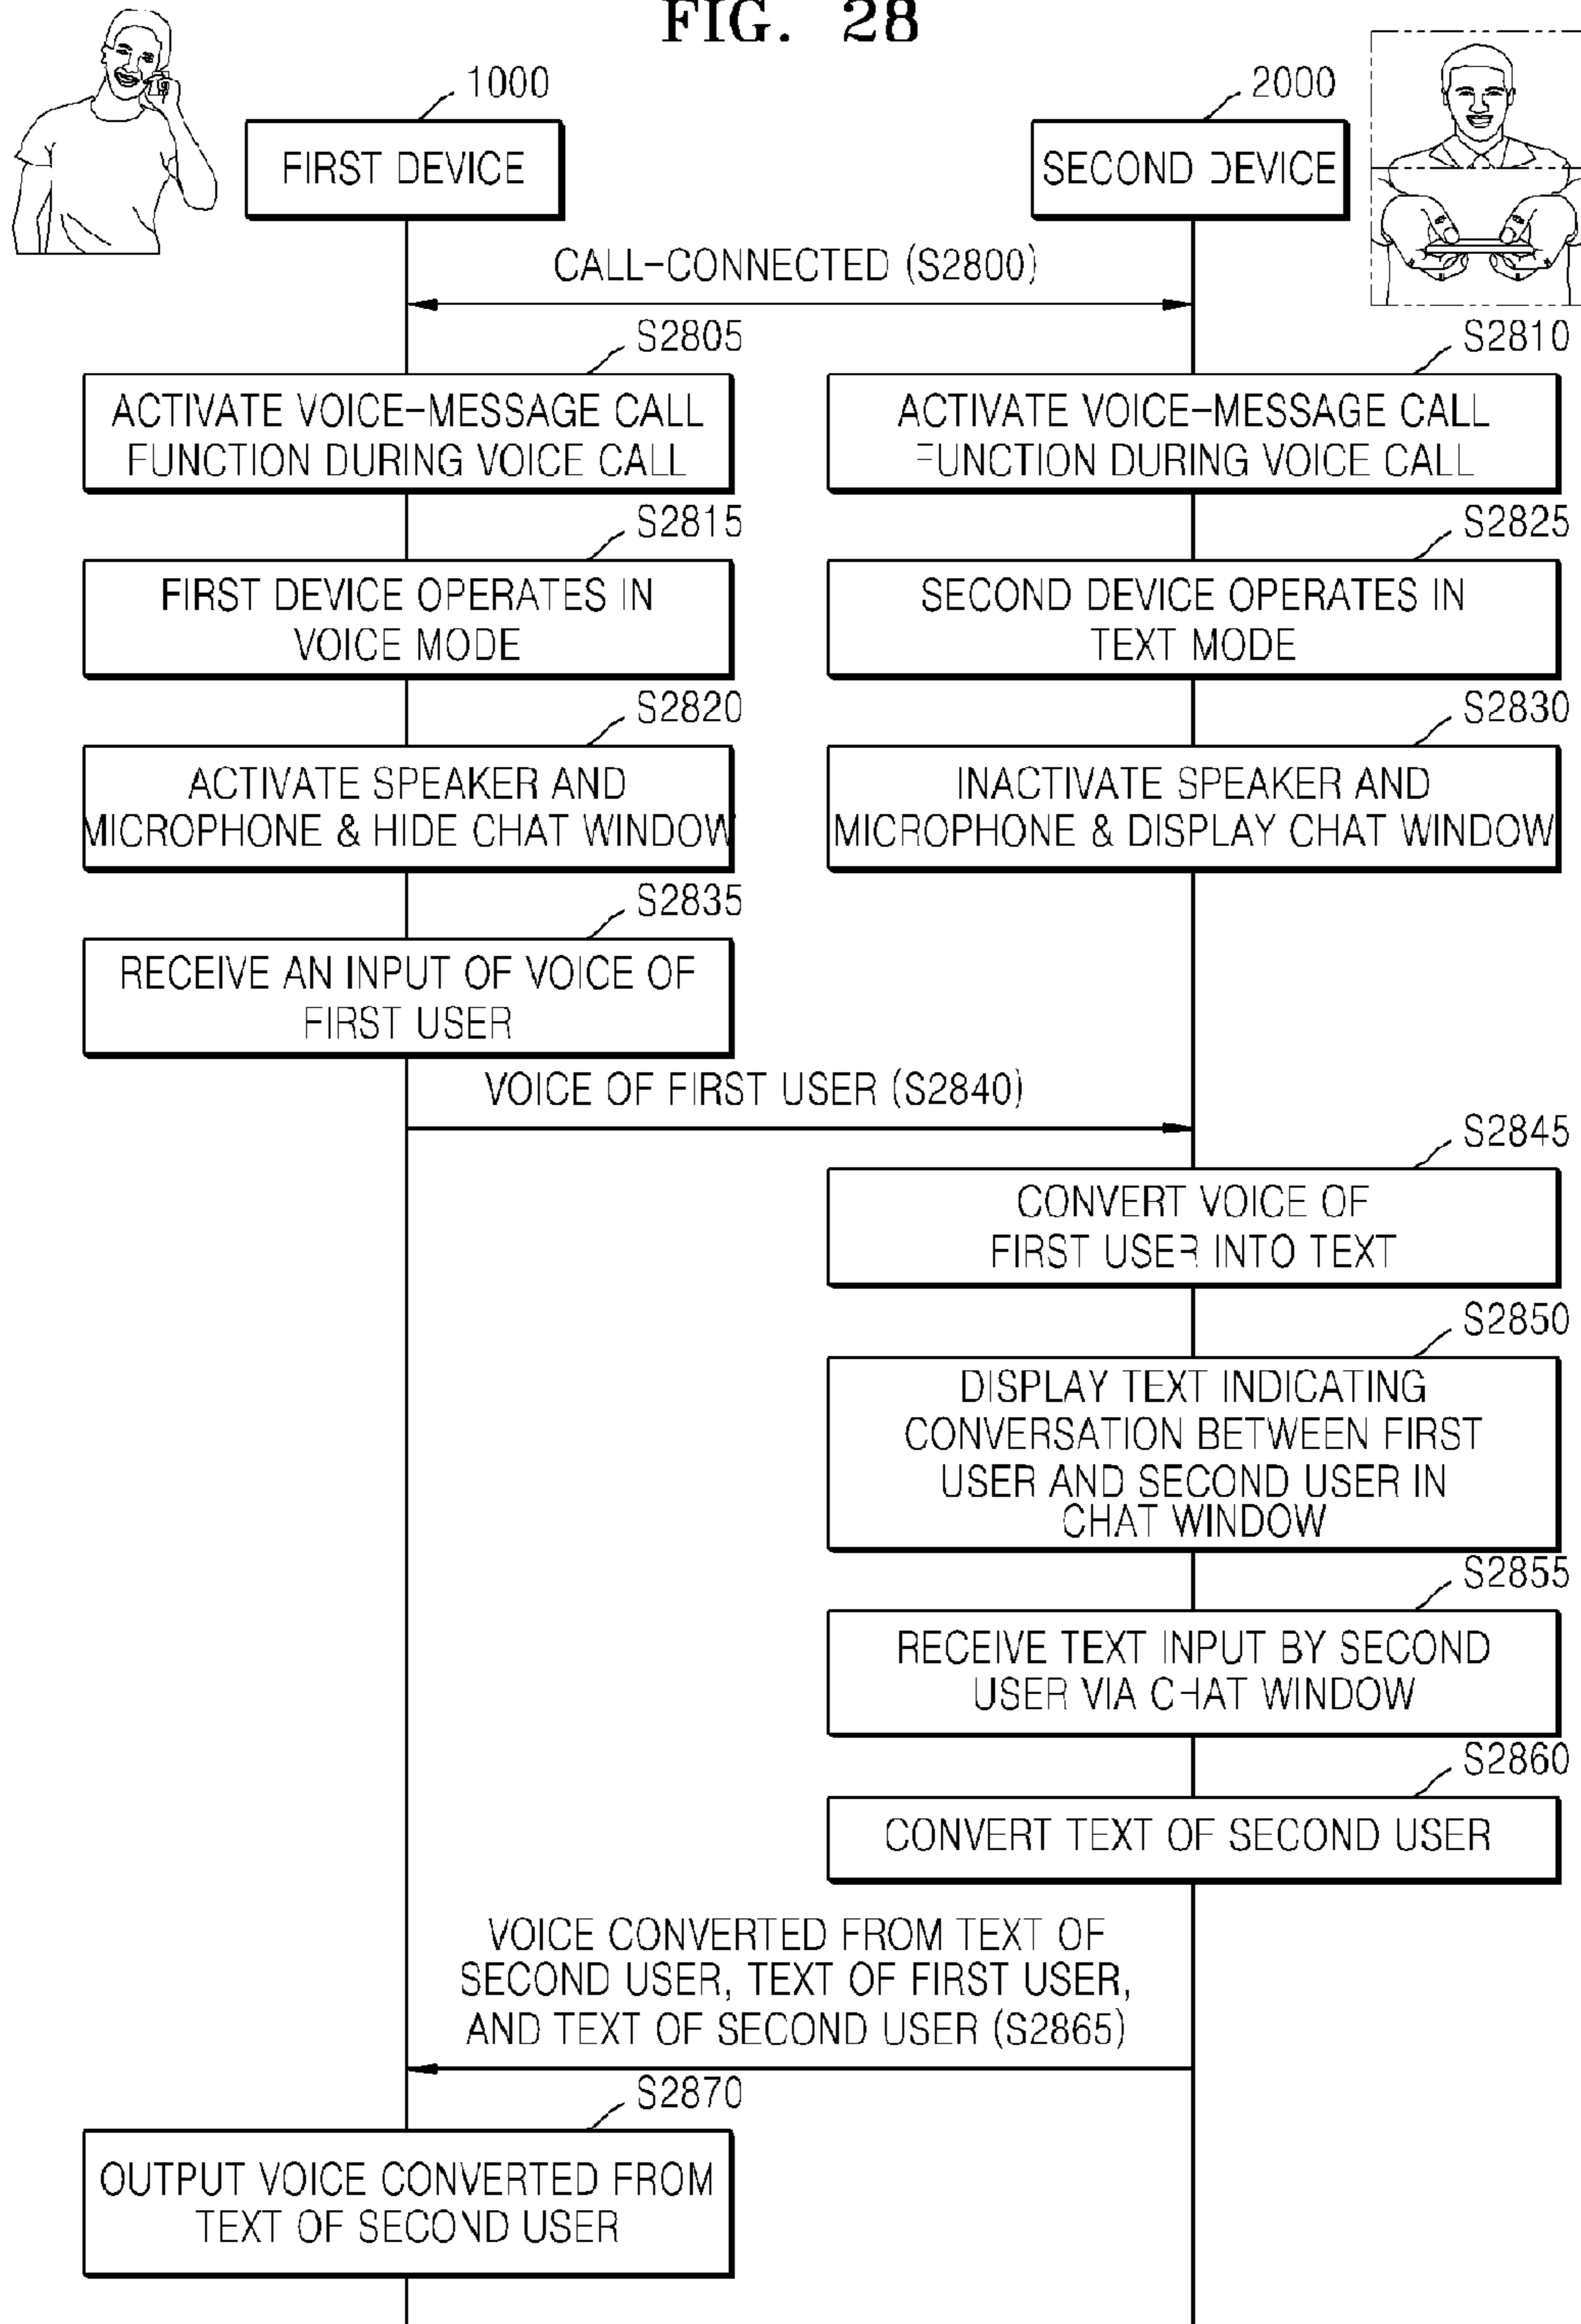 FIG. 28
1000
2000
FIRST DEVICE
SECOND DEVICE
CALL-CONNECTED (S2800)
S2805
S2810
ACTIVATE VOICE-MESSAGE CALL
FUNCTION DURING VOICE CALL
ACTIVATE VOICE-MESSAGE CALL
FUNCTION DURING VOICE CALL
S2815
S2825
FIRST DEVICE OPERATES IN
VOICE MODE
SECOND DEVICE OPERATES IN
TEXT MODE
S2820
S2830
ACTIVATE SPEAKER AND
MICROPHONE & HIDE CHAT WINDOW
INACTIVATE SPEAKER AND
MICROPHONE & DISPLAY CHAT WINDOW
S2835
RECEIVE AN INPUT OF VOICE OF
FIRST USER
VOICE OF FIRST USER (S2840)
S2845
CONVERT VOICE OF
FIRST USER INTO TEXT
S2850
DISPLAY TEXT INDICATING
CONVERSATION BETWEEN FIRST
USER AND SECOND USER IN
CHAT WINDOW
S2855
RECEIVE TEXT INPUT BY SECOND
USER VIA CHAT WINDOW
S2860
CONVERT TEXT OF SECOND USER
VOICE CONVERTED FROM TEXT OF
SECOND USER, TEXT OF FIRST USER,
AND TEXT OF SECOND USER (S2865)
S2870
OUTPUT VOICE CONVERTED FROM
TEXT OF SECOND USER